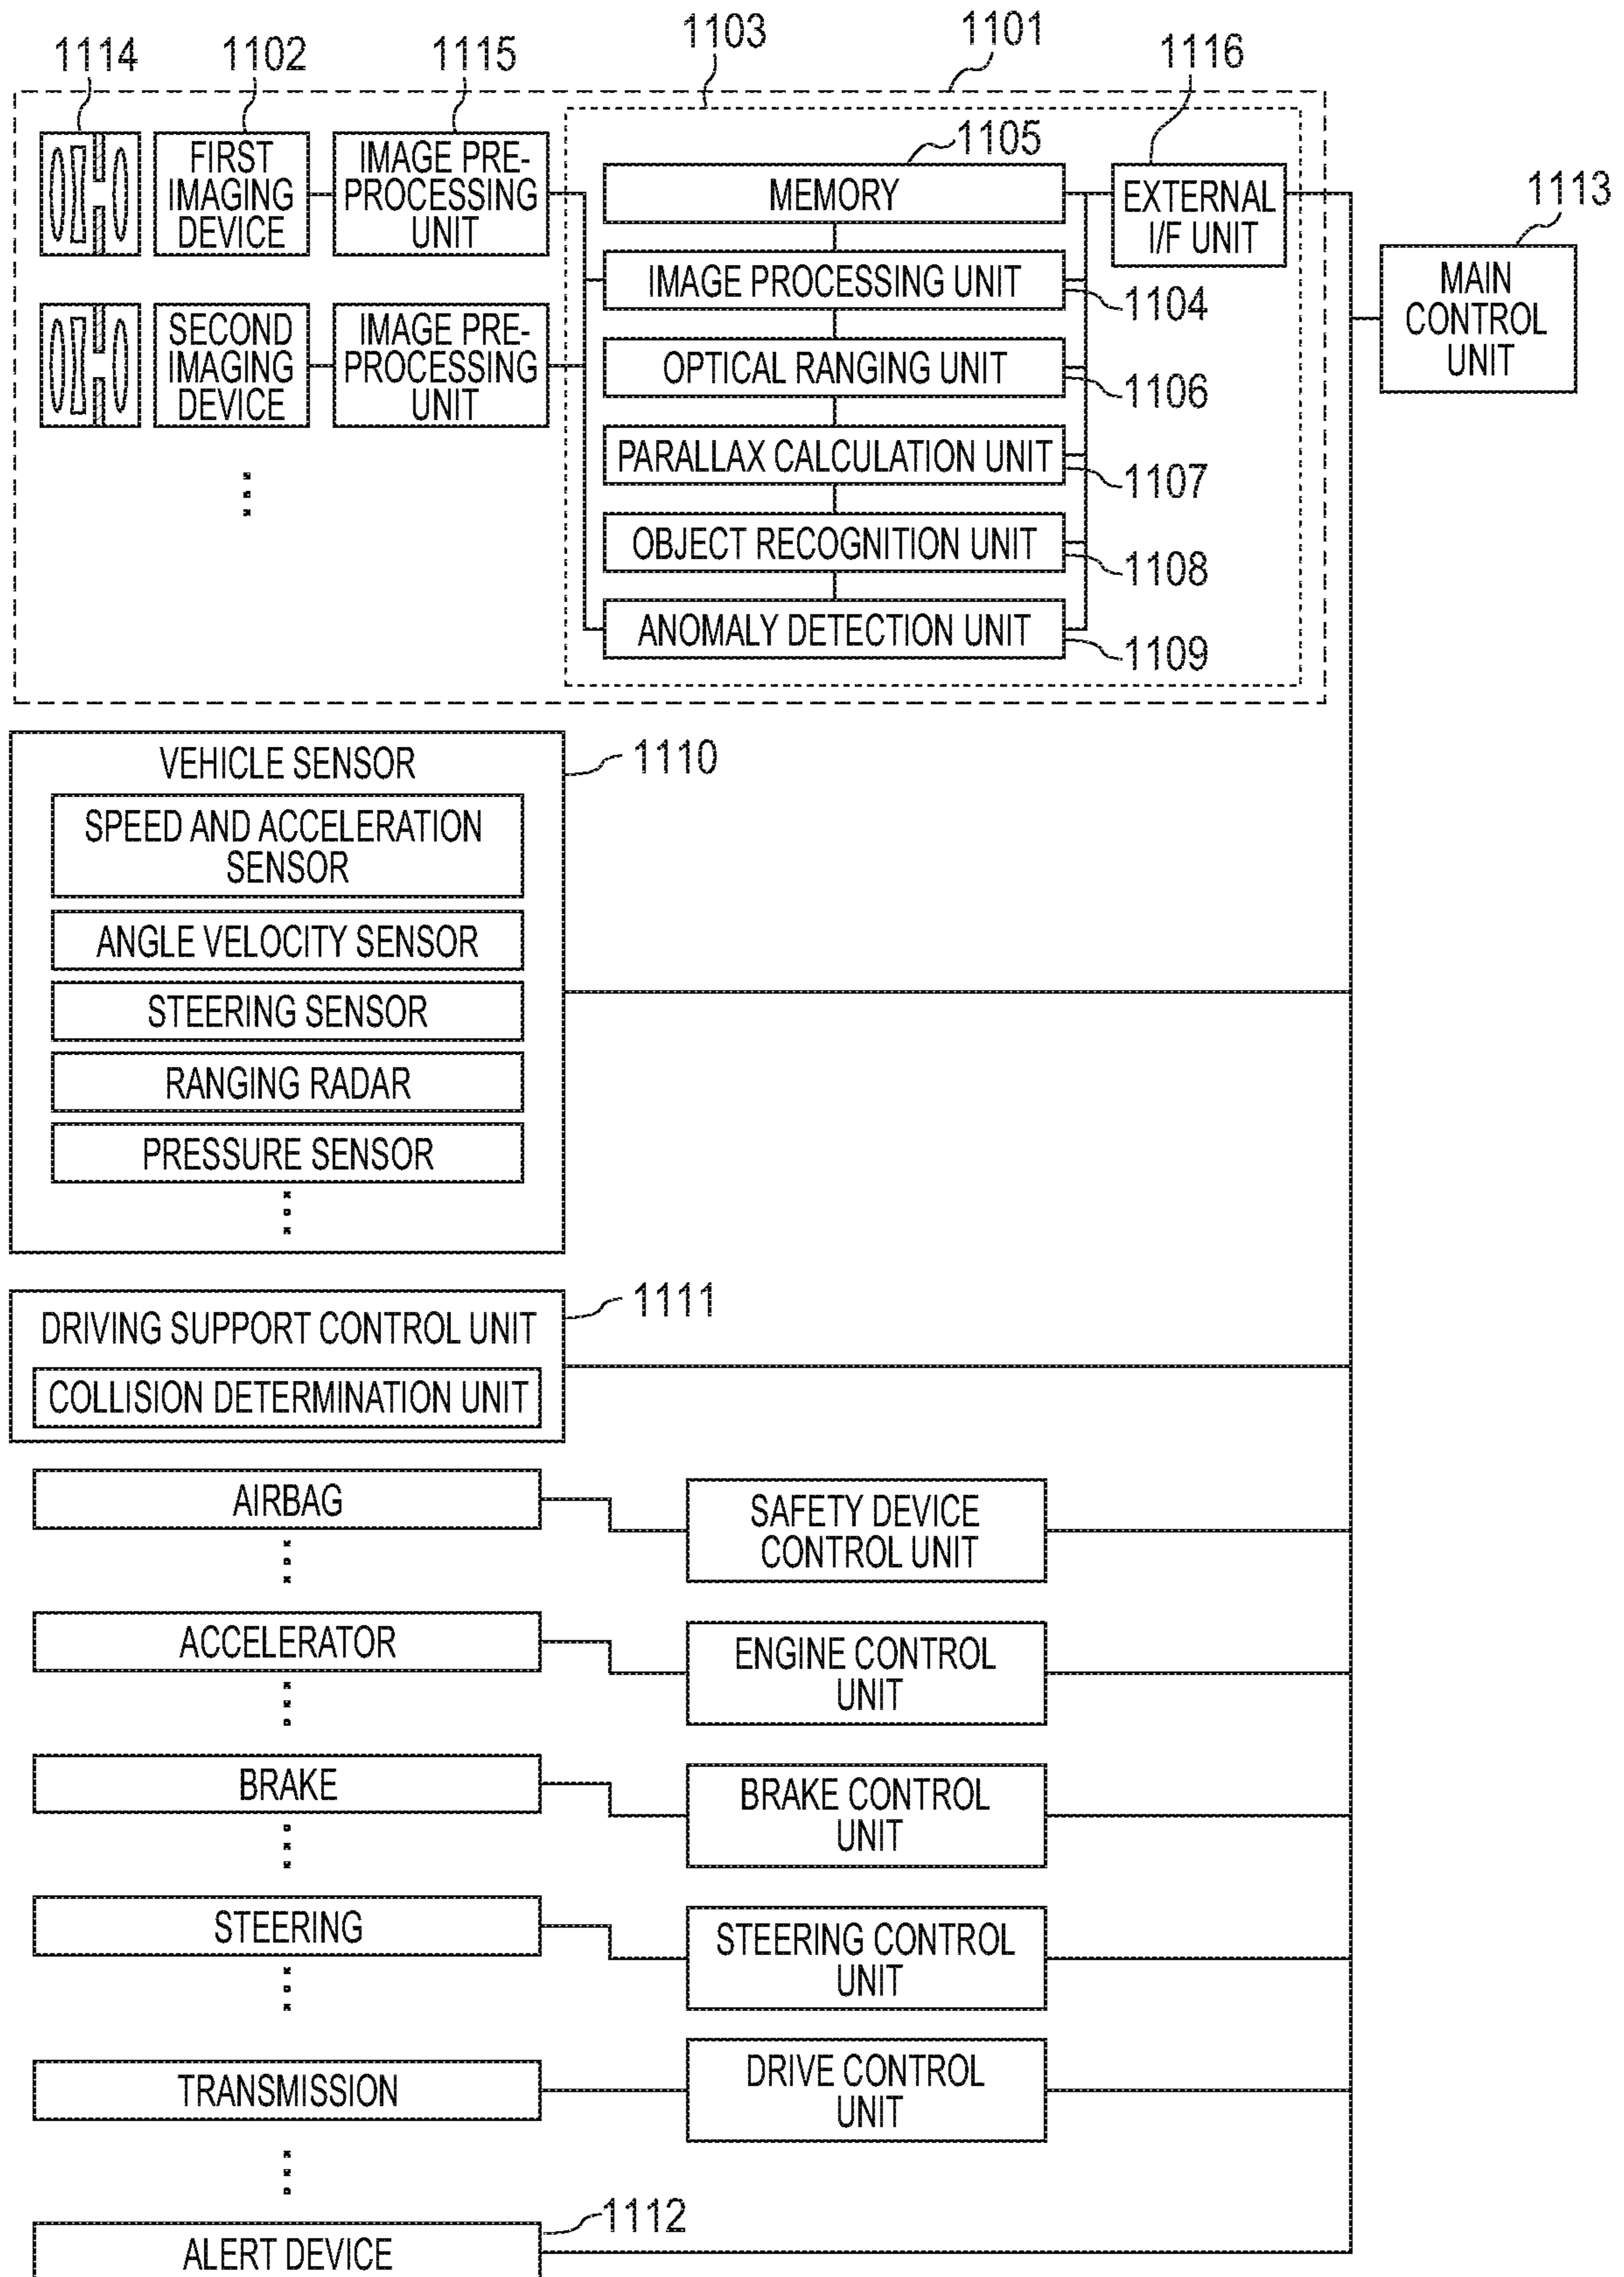 1114
1102
1115
1103
1101
1116
FIRST
IMAGING
DEVICE
IMAGE PRE-
PROCESSING
UNIT
1105
MEMORY
EXTERNAL
I/F UNIT
1113
MAIN
CONTROL
UNIT
IMAGE PROCESSING UNIT
1104
SECOND
IMAGING
DEVICE
IMAGE PRE-
PROCESSING
UNIT
OPTICAL RANGING UNIT
1106
PARALLAX CALCULATION UNIT
1107
OBJECT RECOGNITION UNIT
1108
ANOMALY DETECTION UNIT
1109
VEHICLE SENSOR
1110
SPEED AND ACCELERATION
SENSOR
ANGLE VELOCITY SENSOR
STEERING SENSOR
RANGING RADAR
PRESSURE SENSOR
DRIVING SUPPORT CONTROL UNIT
1111
COLLISION DETERMINATION UNIT
AIRBAG
SAFETY DEVICE
CONTROL UNIT
ACCELERATOR
ENGINE CONTROL
UNIT
BRAKE
BRAKE CONTROL
UNIT
STEERING
STEERING CONTROL
UNIT
TRANSMISSION
DRIVE CONTROL
UNIT
1112
ALERT DEVICE